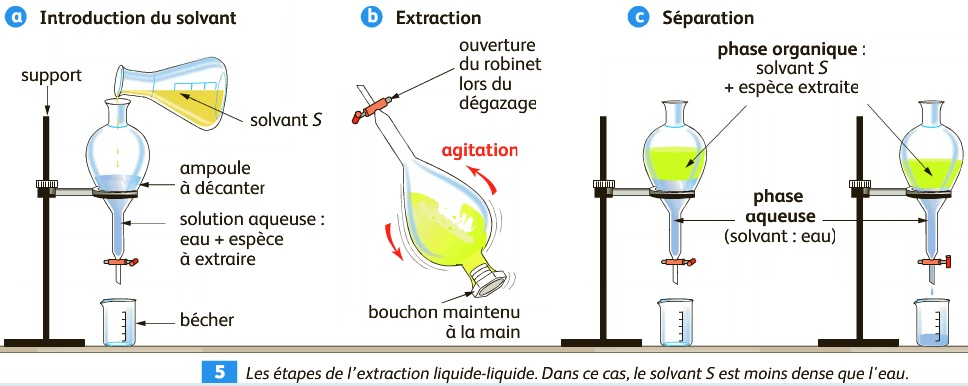 a Introduction du solvant
support
solvant S
ampoule
à décanter
solution aqueuse :
eau + espèce
à extraire
bécher
b Extraction
ouverture
du robinet
lors du
dégazage
agitation
bouchon maintenu
à la main
c Séparation
phase organique :
solvant S
+ espèce extraite
phase
aqueuse
(solvant : eau)
5 Les étapes de l'extraction liquide-liquide. Dans ce cas, le solvant S est moins dense que l'eau.